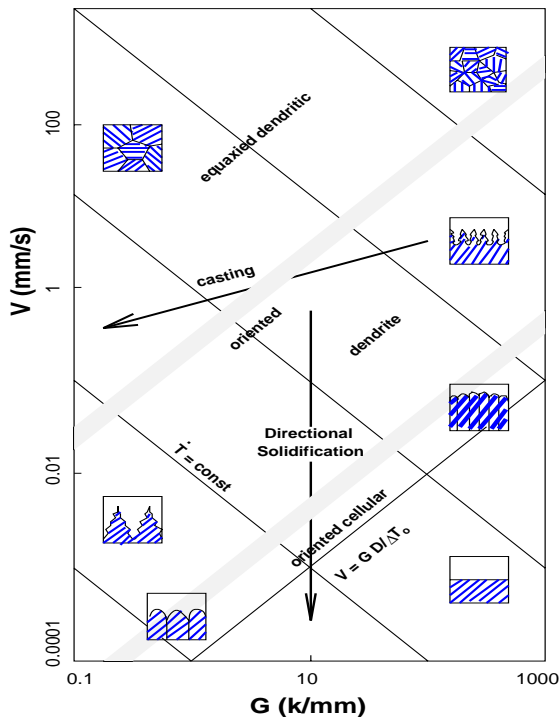 100
1
0.01
0.0001
V (mm/s)
equaxied dendritic
casting
oriented
dendrite
Directional
Solidification
Ṫ = const
oriented cellular
V = G D/ΔT₀
0.1
10
1000
G (k/mm)